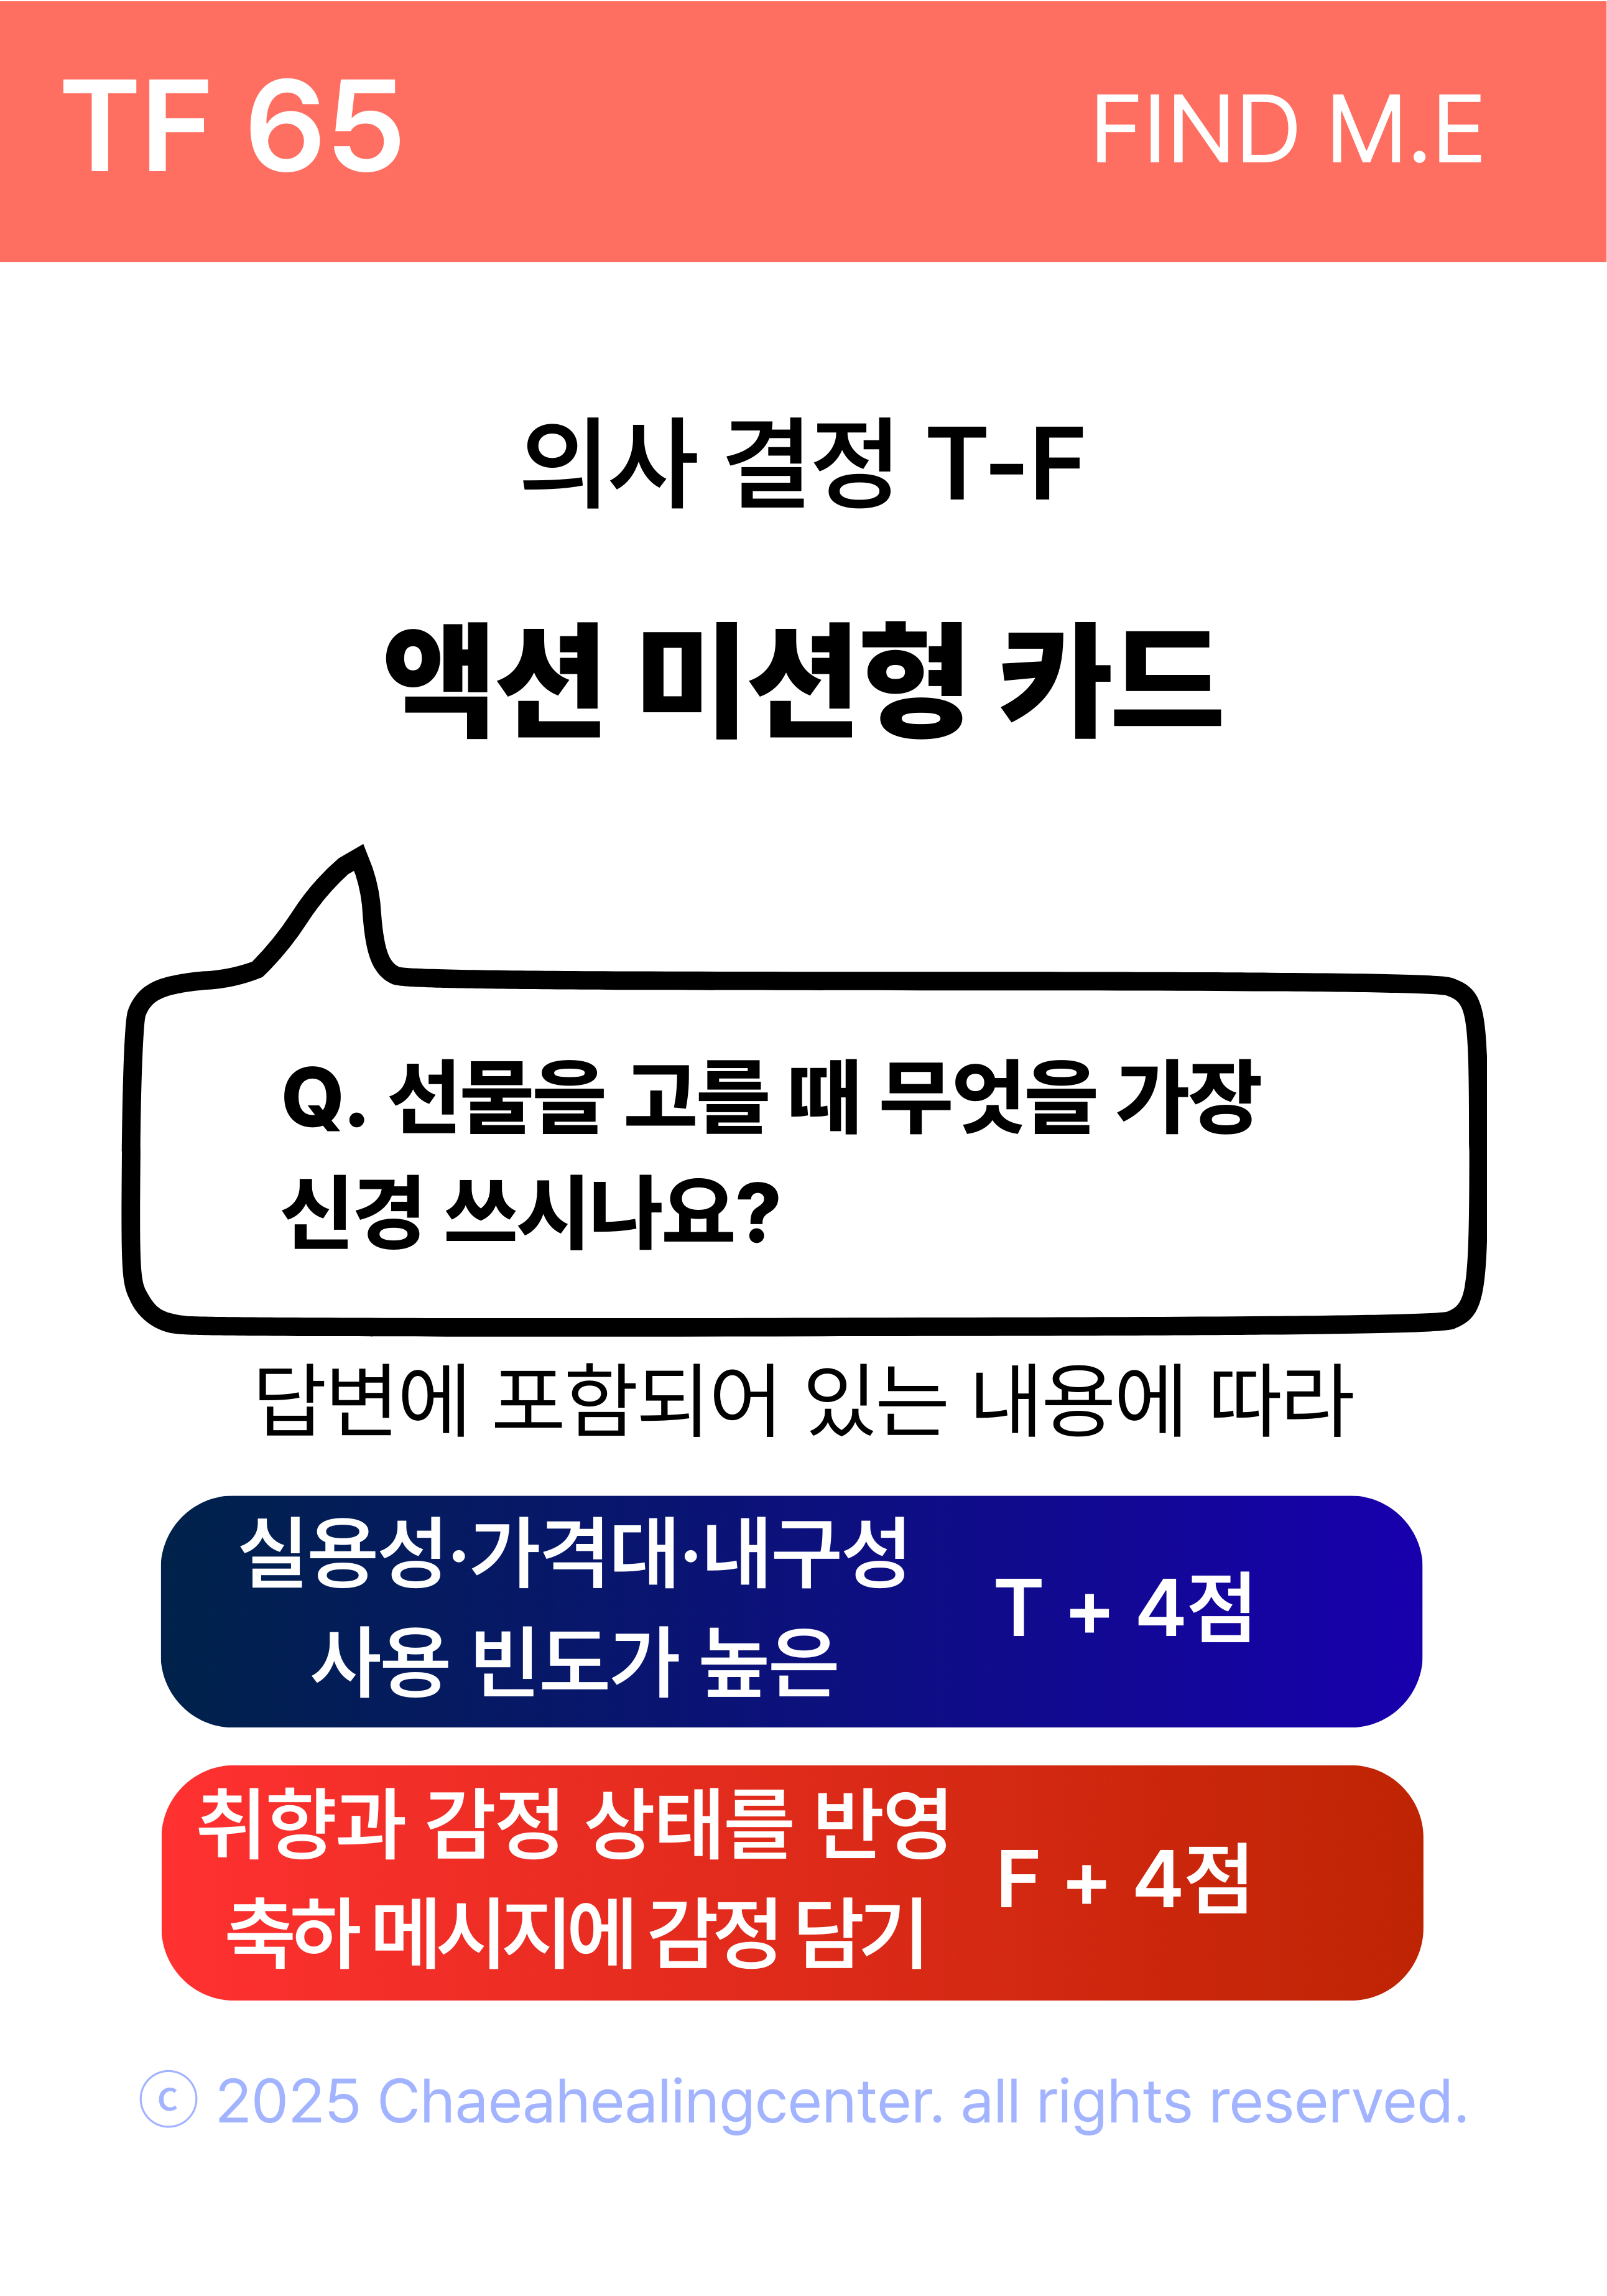 TF 65
FIND M.E
의사 결정 T-F
액션 미션형 카드
Q. 선물을 고를 때 무엇을 가장
신경 쓰시나요?
답변에 포함되어 있는 내용에 따라
실용성·가격대·내구성
사용 빈도가 높은
T + 4점
취향과 감정 상태를 반영
축하 메시지에 감정 담기
F + 4점
ⓒ 2025 Chaeahealingcenter. all rights reserved.